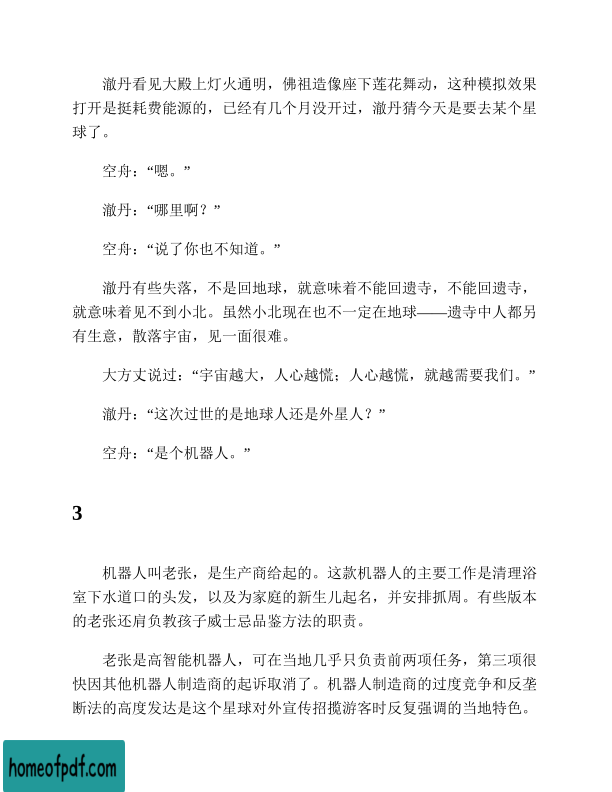 澈丹看见大殿上灯火通明，佛祖造像座下莲花舞动，这种模拟效果
打开是挺耗费能源的，已经有几个月没开过，澈丹猜今天是要去某个星
球了。
空舟：“嗯。”
澈丹：“哪里啊？”
空舟：“说了你也不知道。”
澈丹有些失落，不是回地球，就意味着不能回遗寺，不能回遗寺，
就意味着见不到小北。虽然小北现在也不一定在地球——遗寺中人都另
有生意，散落宇宙，见一面很难。
大方丈说过：“宇宙越大，人心越慌；人心越慌，就越需要我们。”
澈丹：“这次过世的是地球人还是外星人？”
空舟：“是个机器人。”
3
机器人叫老张，是生产商给起的。这款机器人的主要工作是清理浴
室下水道口的头发，以及为家庭的新生儿起名，并安排抓周。有些版本
的老张还肩负教孩子威士忌品鉴方法的职责。
老张是高智能机器人，可在当地几乎只负责前两项任务，第三项很
快因其他机器人制造商的起诉取消了。机器人制造商的过度竞争和反垄
断法的高度发达是这个星球对外宣传招揽游客时反复强调的当地特色。
homeofpdf.com